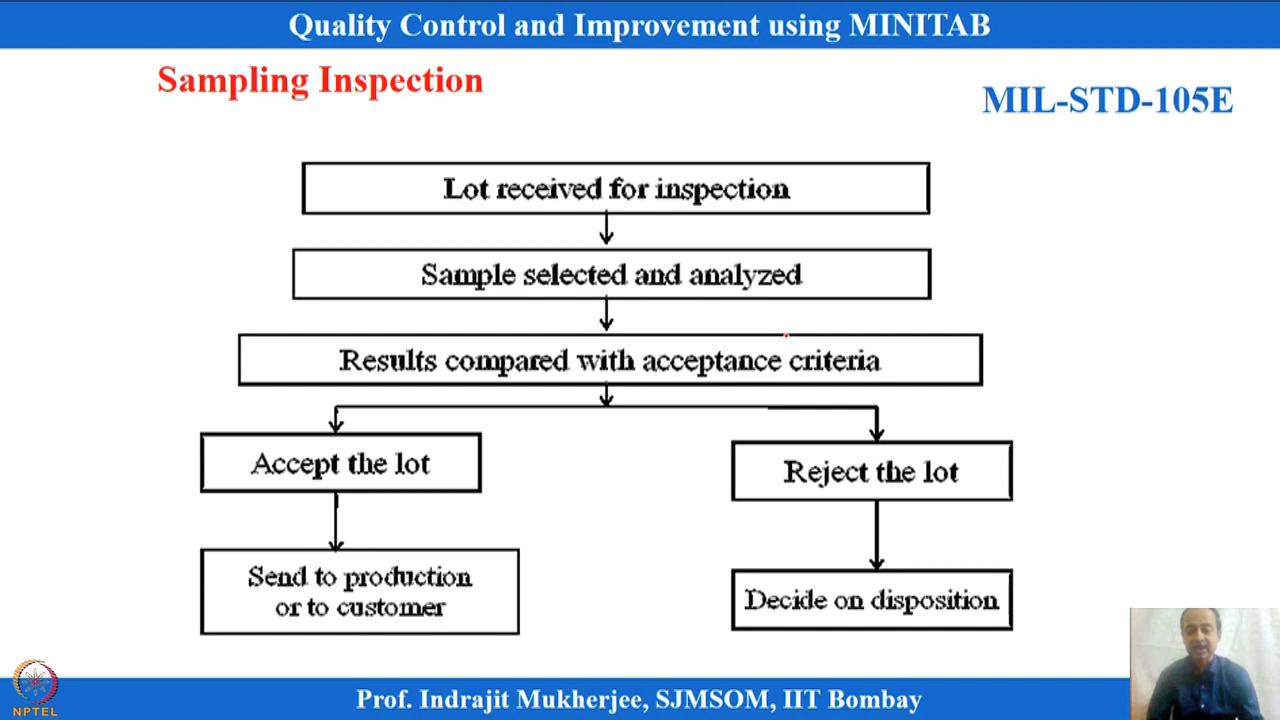 Quality Control and Improvement using MINITAB
Sampling Inspection
MIL-STD-105E
Lot received for inspection
Sample selected and analyzed
Results compared with acceptance criteria
Accept the lot
Reject the lot
Send to production
or to customer
Decide on disposition
Prof. Indrajit Mukherjee, SJMSOM, IIT Bombay
NPTEL